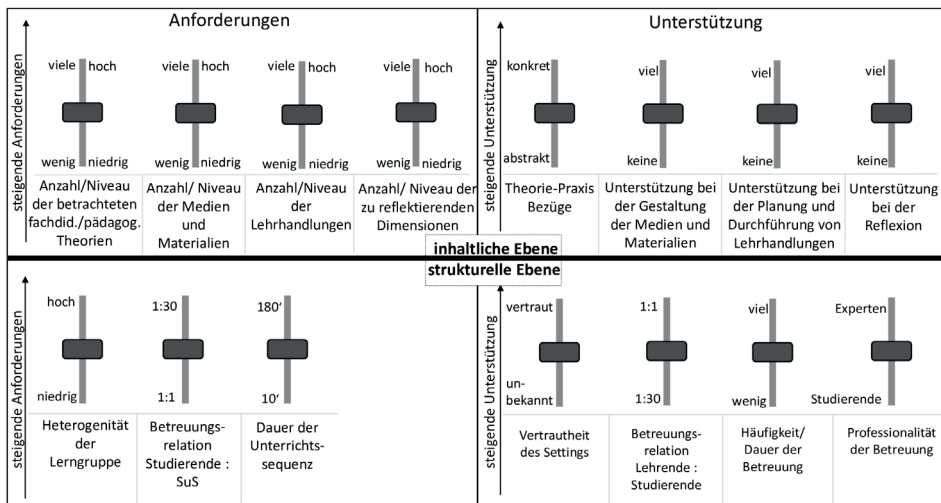 Anforderungen
steigende Anforderungen
viele hoch
wenig niedrig
Anzahl/Niveau
der betrachteten
fachdid./pädagog.
Theorien
viele hoch
wenig niedrig
Anzahl/ Niveau
der Medien
und
Materialien
viele hoch
wenig niedrig
Anzahl/Niveau
der
Lehrhandlungen
viele hoch
wenig niedrig
Anzahl/ Niveau der
zu reflektierenden
Dimensionen
Unterstützung
steigende Unterstützung
konkret
abstrakt
Theorie-Praxis
Bezüge
viel
keine
Unterstützung bei
der Gestaltung
der Medien und
Materialien
viel
keine
Unterstützung bei
der Planung und
Durchführung von
Lehrhandlungen
viel
keine
Unterstützung
bei der
Reflexion
inhaltliche Ebene
strukturelle Ebene
steigende Anforderungen
hoch
niedrig
Heterogenität
der
Lerngruppe
1:30
1:1
Betreuungs-
relation
Studierende :
SuS
180‘
10‘
Dauer der
Unterrichts-
sequenz
steigende Unterstützung
vertraut
un-
bekannt
Vertrautheit
des Settings
1:1
1:30
Betreuungs-
relation
Lehrende :
Studierende
viel
wenig
Häufigkeit/
Dauer der
Betreuung
Experten
Studierende
Professionalität
der Betreuung